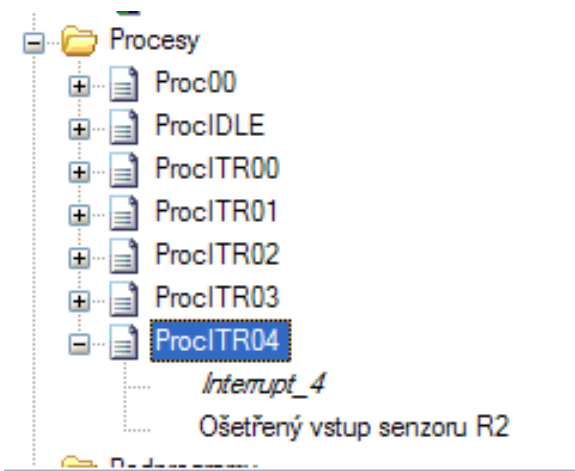 Procesy
Proc00
ProcIDLE
ProcITR00
ProcITR01
ProcITR02
ProcITR03
ProcITR04
Interrupt_4
Ošetřený vstup senzoru R2